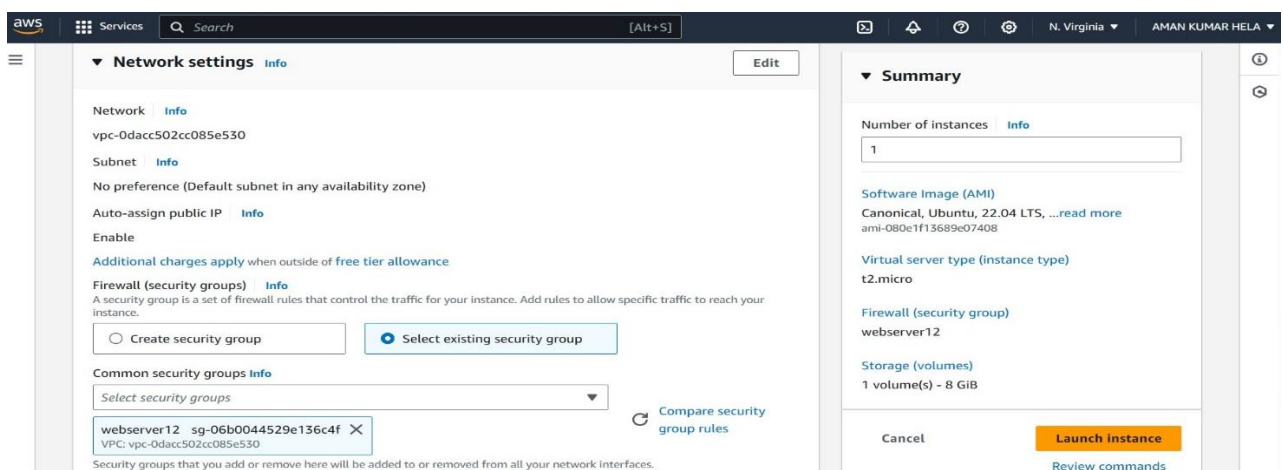 aws
Services
Search [Alt+S]
N. Virginia ▼
AMAN KUMAR HELA ▼
▼ Network settings Info
Edit
Network Info
vpc-0dacc502cc085e530
Subnet Info
No preference (Default subnet in any availability zone)
Auto-assign public IP Info
Enable
Additional charges apply when outside of free tier allowance
Firewall (security groups) Info
A security group is a set of firewall rules that control the traffic for your instance. Add rules to allow specific traffic to reach your
instance.
Create security group
Select existing security group
Common security groups Info
Select security groups
webserver12 sg-06b0044529e136c4f
VPC: vpc-0dacc502cc085e530
Compare security
group rules
Security groups that you add or remove here will be added to or removed from all your network interfaces.
▼ Summary
Number of instances Info
1
Software Image (AMI)
Canonical, Ubuntu, 22.04 LTS, ...read more
ami-080e1f13689e07408
Virtual server type (instance type)
t2.micro
Firewall (security group)
webserver12
Storage (volumes)
1 volume(s) - 8 GiB
Cancel
Launch instance
Review commands